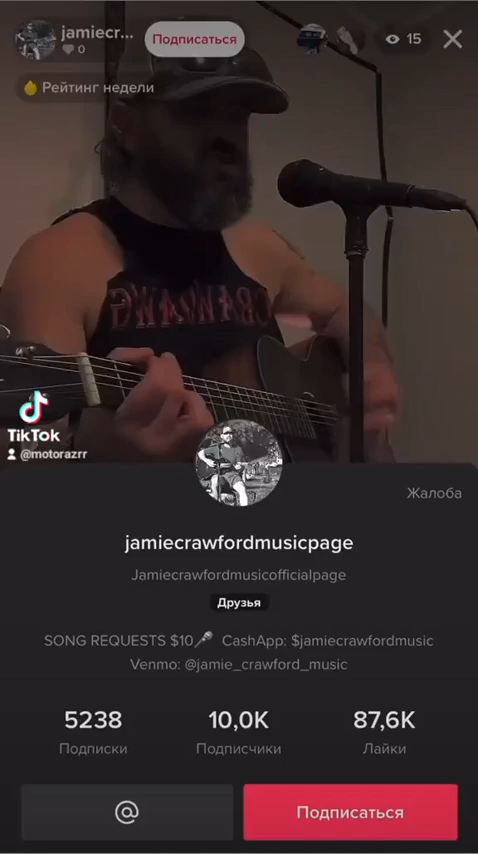 jamiecr...
0
Подписаться
15
Рейтинг недели
TikTok
@motorazrr
Жалоба
jamiecrawfordmusicpage
Jamiecrawfordmusicofficialpage
Друзья
SONG REQUESTS $10🎤 CashApp: $jamiecrawfordmusic
Venmo: @jamie_crawford_music
5238 10,0K 87,6K
Подписки Подписчики Лайки
@ Подписаться